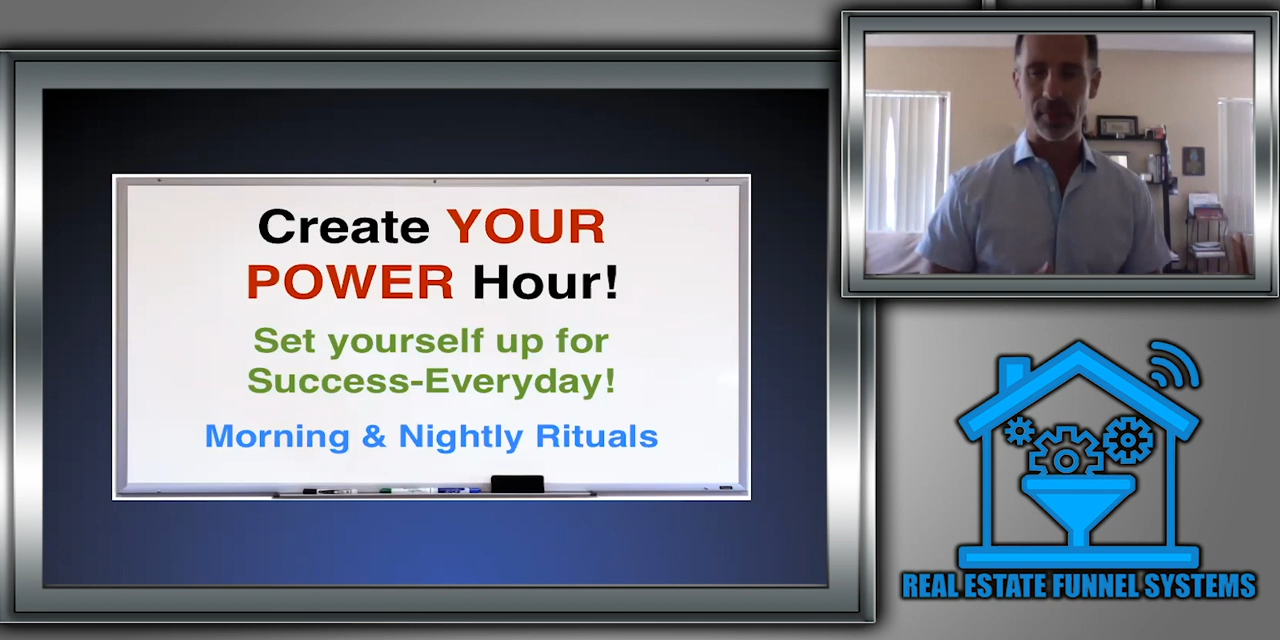 Create YOUR
POWER Hour!
Set yourself up for
Success-Everyday!
Morning & Nightly Rituals
REAL ESTATE FUNNEL SYSTEMS